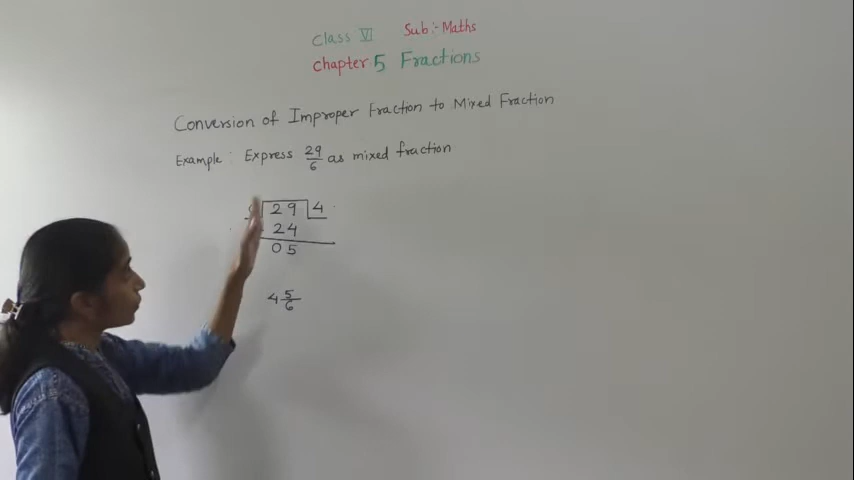 Class VI Sub:- Maths
Chapter 5 Fractions
Conversion of Improper Fraction to Mixed Fraction
Example: Express 29/6 as mixed fraction
29 4
24
05
4 5/6